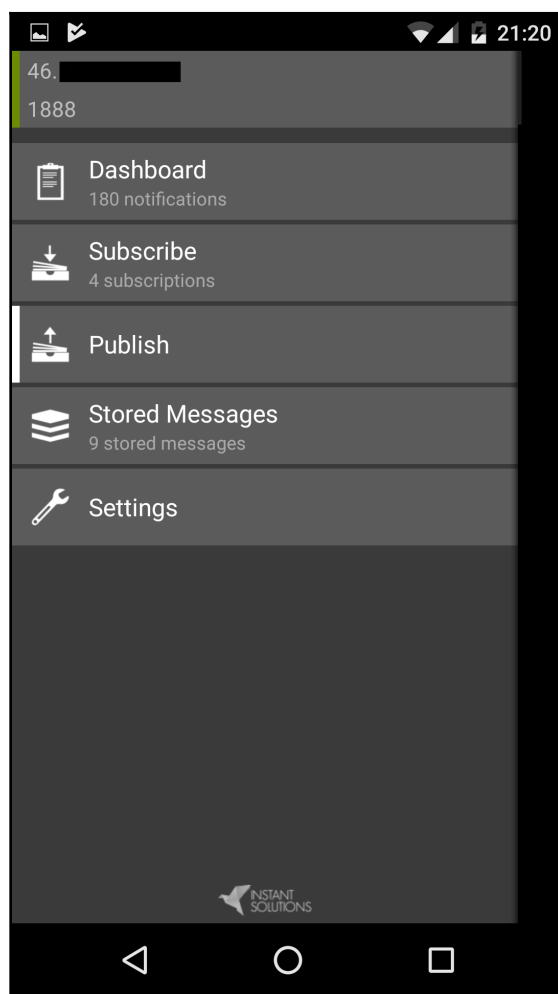 21:20
46.
1888
Dashboard
180 notifications
Subscribe
4 subscriptions
Publish
Stored Messages
9 stored messages
Settings
INSTANT
SOLUTIONS